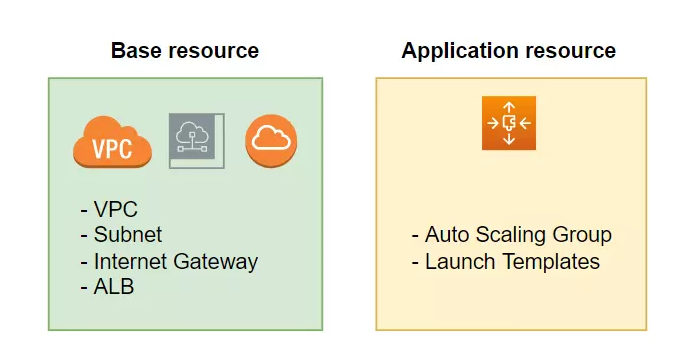 Base resource
Application resource
VPC
- VPC
- Subnet
- Internet Gateway
- ALB
- Auto Scaling Group
- Launch Templates